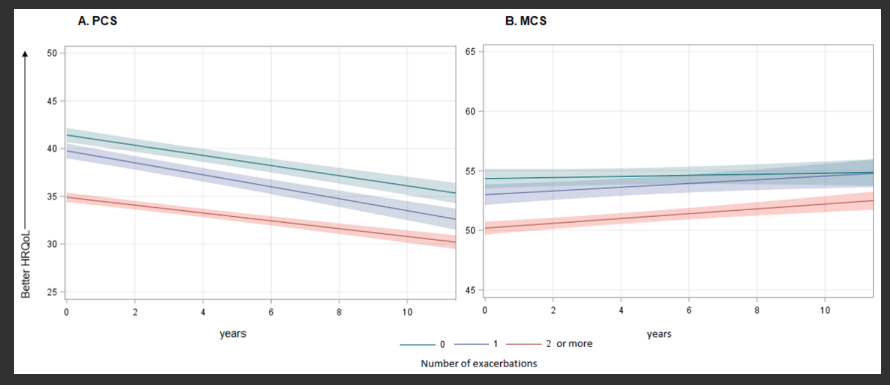 A. PCS
B. MCS
Better HRQoL
50
45
40
35
30
25
0 2 4 6 8 10
years
65
60
55
50
45
0 2 4 6 8 10
years
0 1 2 or more
Number of exacerbations